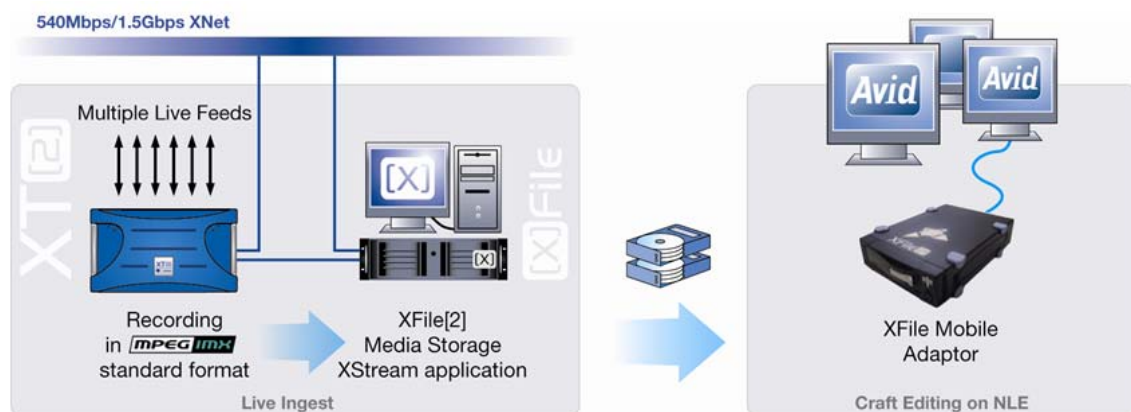 540Mbps/1.5Gbps XNet
Multiple Live Feeds
XT[2]
[X]
[X]
[X]File
Recording
in MPEG IMX
standard format
XFile[2]
Media Storage
XStream application
Live Ingest
Avid
Avid
XFile Mobile
Adaptor
Craft Editing on NLE